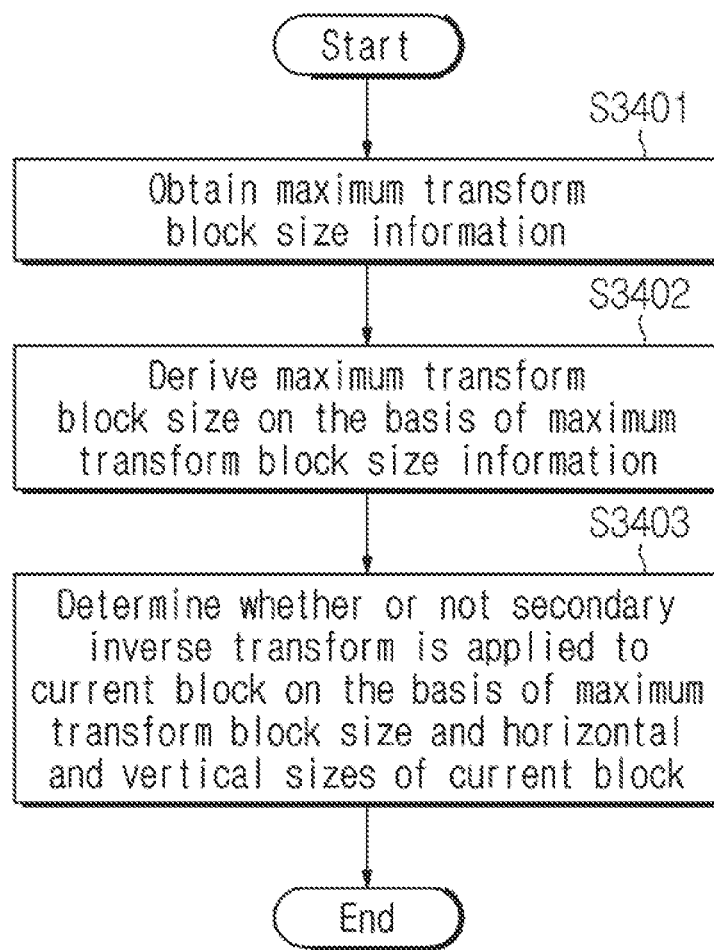 Start
S3401
Obtain maximum transform
block size information
S3402
Derive maximum transform
block size on the basis of maximum
transform block size information
S3403
Determine whether or not secondary
inverse transform is applied to
current block on the basis of maximum
transform block size and horizontal
and vertical sizes of current block
End